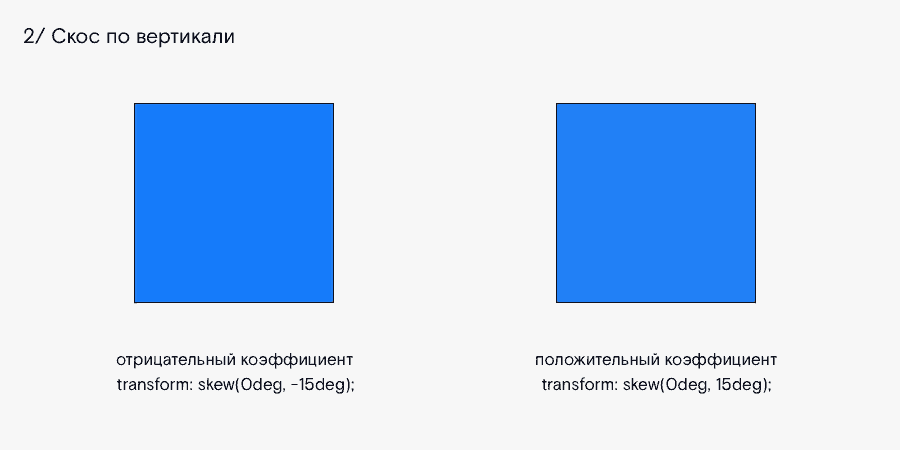 2/ Скос по вертикали
отрицательный коэффициент
transform: skew(0deg, -15deg);
положительный коэффициент
transform: skew(0deg, 15deg);